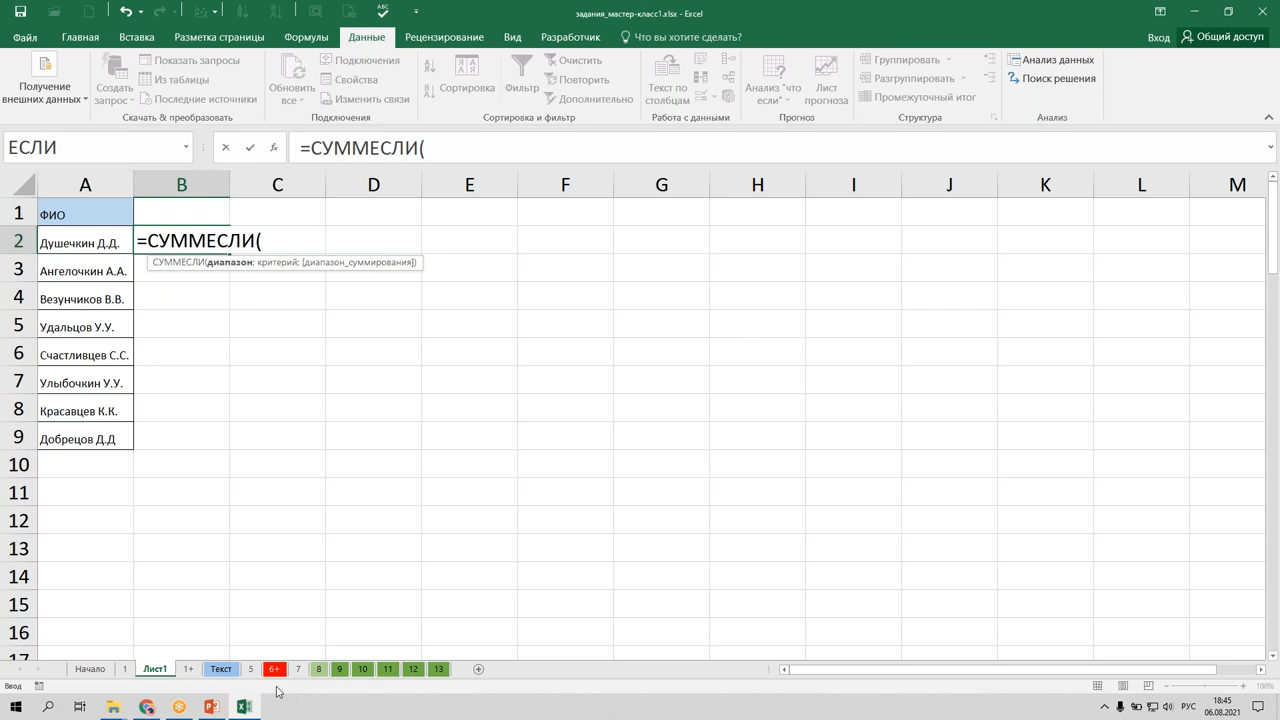 задания_мастер-класс1.xlsx - Excel
Файл Главная Вставка Разметка страницы Формулы Данные Рецензирование Вид Разработчик Что вы хотите сделать? Вход Общий доступ
Получение внешних данных
Создать запрос
Показать запросы
Из таблицы
Последние источники
Скачать & преобразовать
Обновить все
Подключения
Свойства
Изменить связи
Подключения
Сортировка
Фильтр
Очистить
Повторить
Дополнительно
Сортировка и фильтр
Текст по столбцам
Работа с данными
Анализ "что если"
Лист прогноза
Прогноз
Группировать
Разгруппировать
Промежуточный итог
Структура
Анализ данных
Поиск решения
Анализ
ЕСЛИ fx =СУММЕСЛИ(
A B C D E F G H I J K L M
1 ФИО
2 Душечкин Д.Д. =СУММЕСЛИ(
СУММЕСЛИ(диапазон; критерий; [диапазон_суммирования])
3 Ангелочкин А.А.
4 Везунчиков В.В.
5 Удальцов У.У.
6 Счастливцев С.С.
7 Улыбочкин У.У.
8 Красавцев К.К.
9 Добрецов Д.Д
10
11
12
13
14
15
16
17
Начало 1 Лист1 1+ Текст 5 6+ 7 8 9 10 11 12 13
Ввод 100%
РУС 18:45
06.08.2021